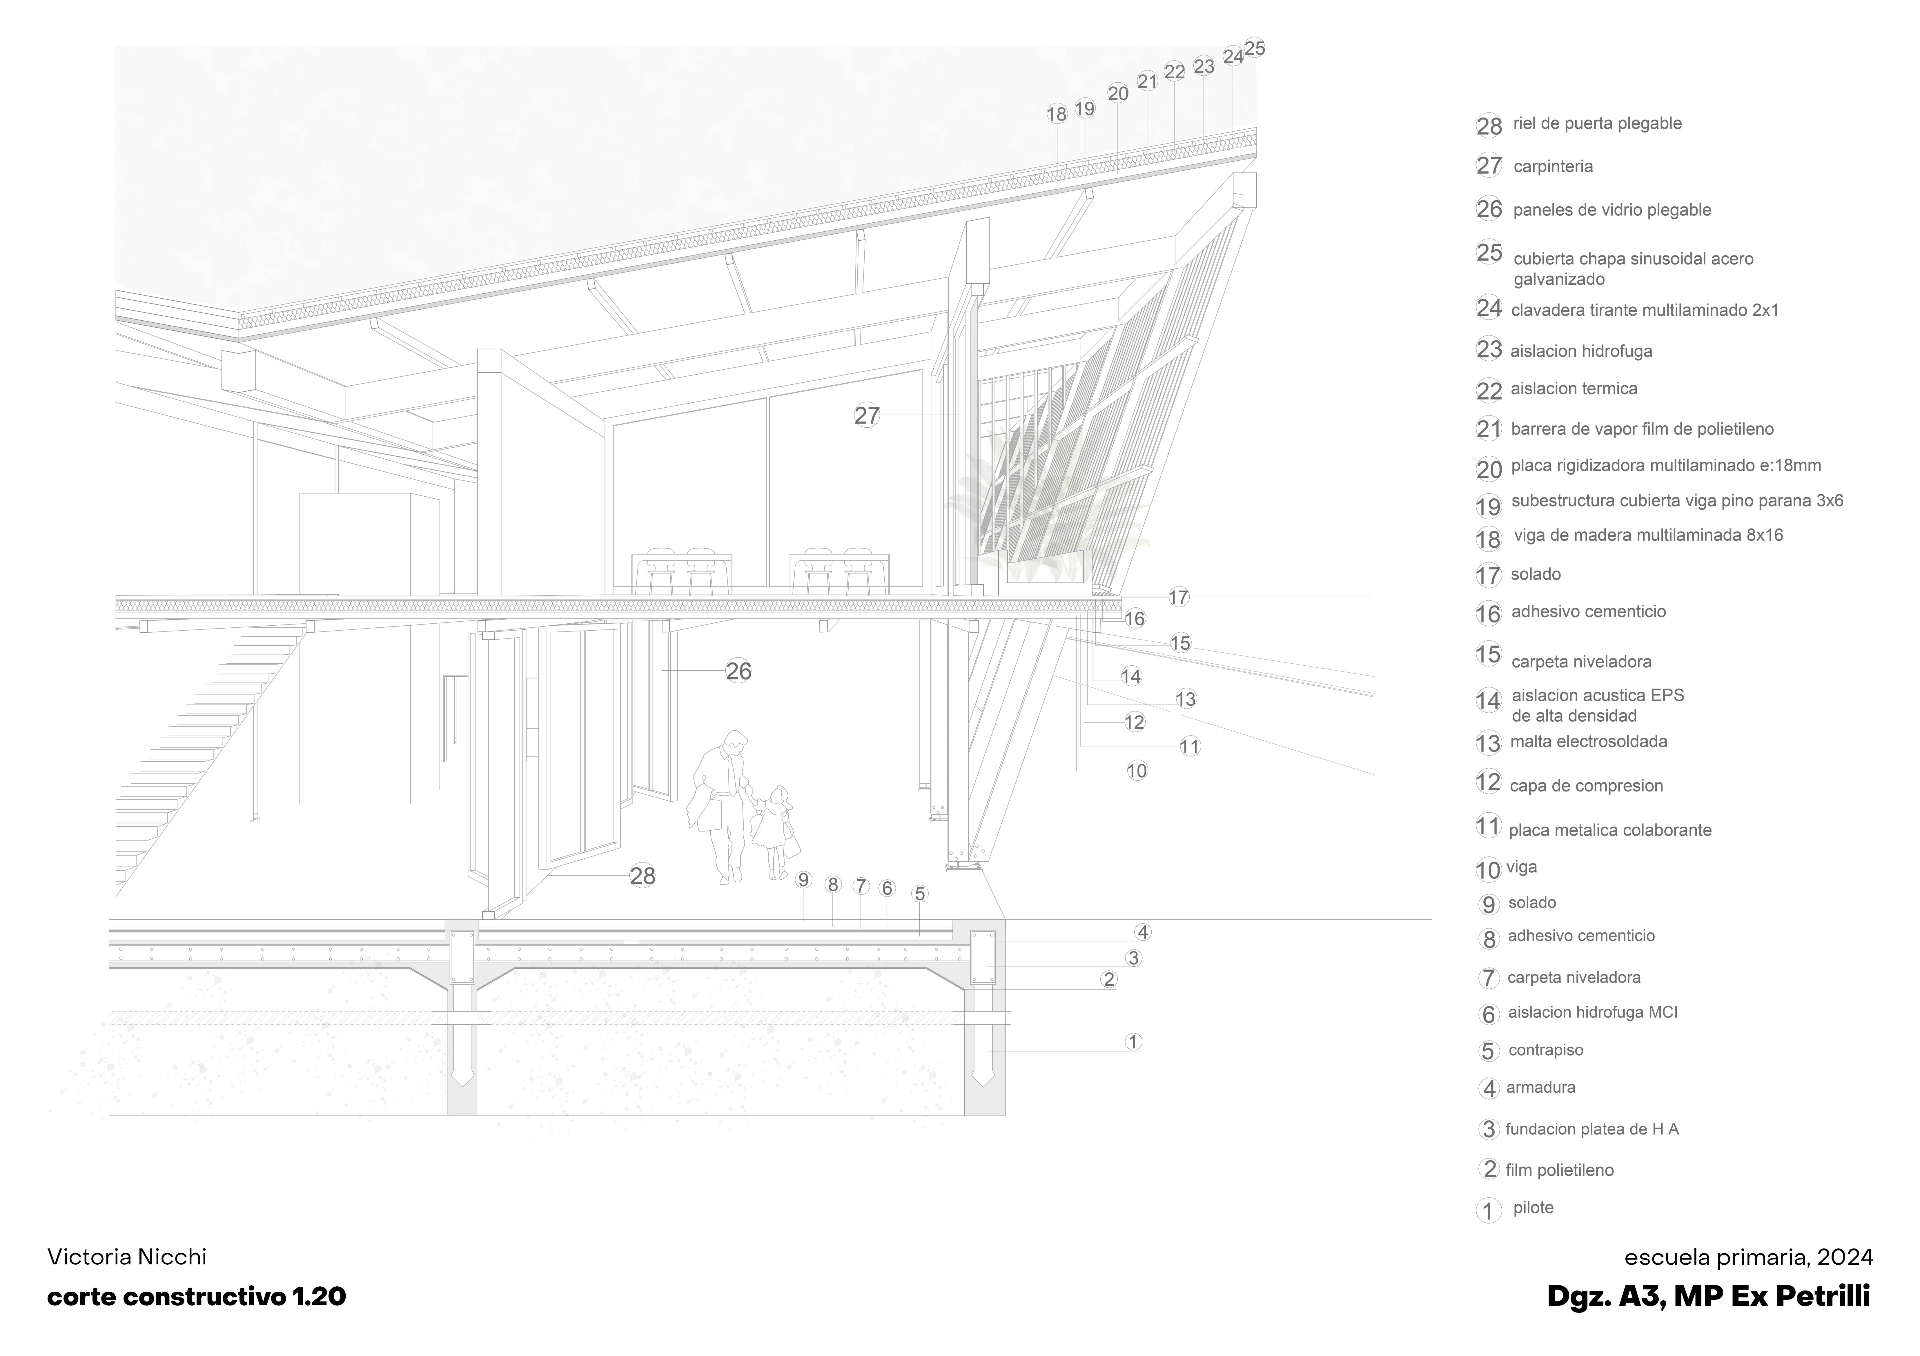 25
24
23
22
21
20
19
18
27
17
16
15
26
14
13
12
11
10
28
9
8
7
6
5
4
3
2
1
28 riel de puerta plegable
27 carpinteria
26 paneles de vidrio plegable
25 cubierta chapa sinusoidal acero
galvanizado
24 clavadera tirante multilaminado 2x1
23 aislacion hidrofuga
22 aislacion termica
21 barrera de vapor film de polietileno
20 placa rigidizadora multilaminado e:18mm
19 subestructura cubierta viga pino parana 3x6
18 viga de madera multilaminada 8x16
17 solado
16 adhesivo cementicio
15 carpeta niveladora
14 aislacion acustica EPS
de alta densidad
13 malta electrosoldada
12 capa de compresion
11 placa metalica colaborante
10 viga
9 solado
8 adhesivo cementicio
7 carpeta niveladora
6 aislacion hidrofuga MCI
5 contrapiso
4 armadura
3 fundacion platea de H A
2 film polietileno
1 pilote
Victoria Nicchi
corte constructivo 1.20
escuela primaria, 2024
Dgz. A3, MP Ex Petrilli